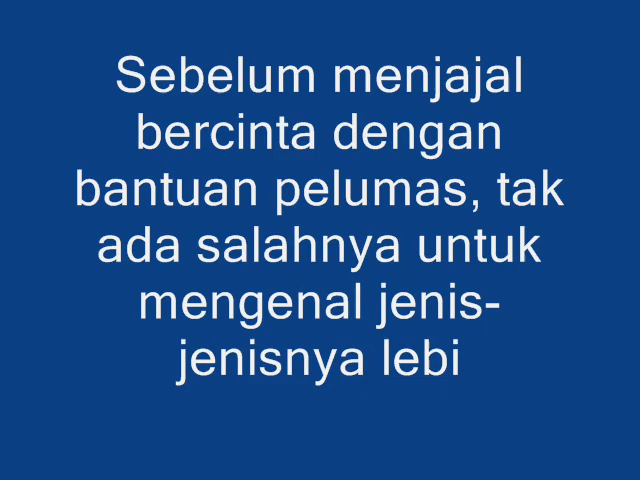 Sebelum menjajal
bercinta dengan
bantuan pelumas, tak
ada salahnya untuk
mengenal jenis-
jenisnya lebi